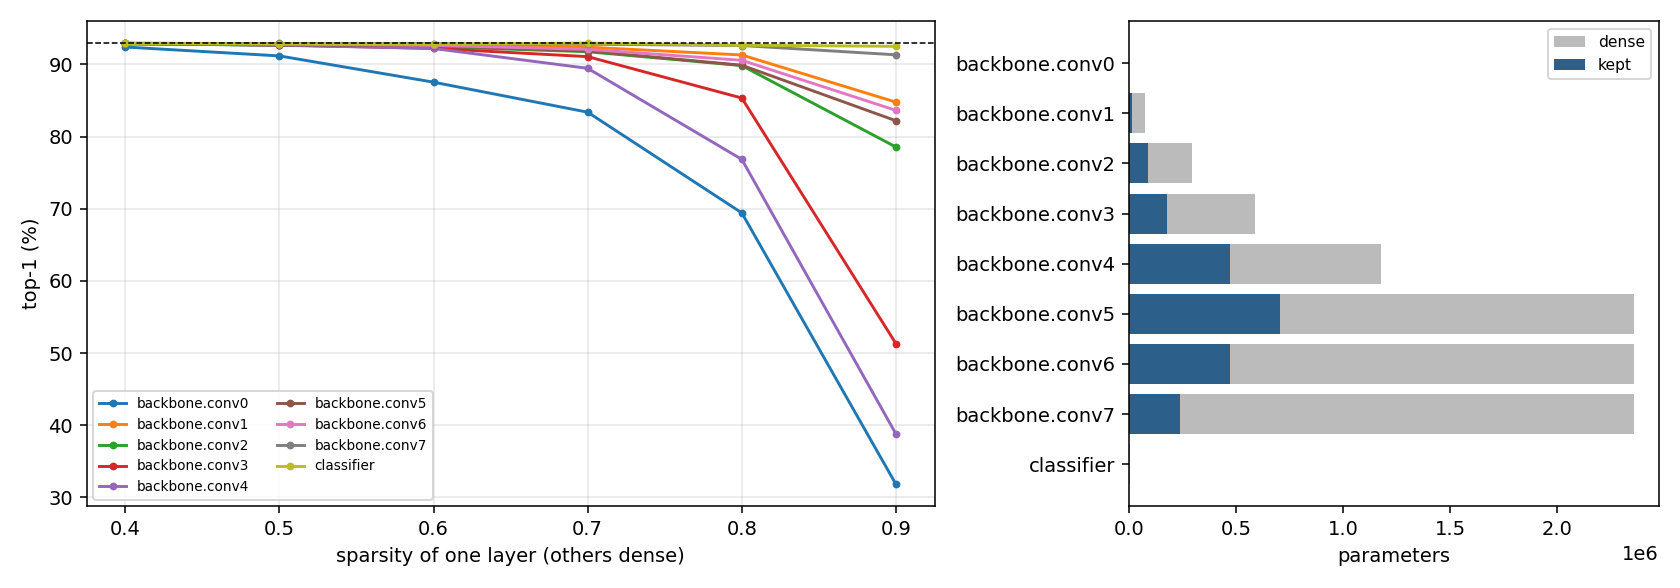 90
80
70
60
50
40
30
top-1 (%)
backbone.conv0
backbone.conv1
backbone.conv2
backbone.conv3
backbone.conv4
backbone.conv5
backbone.conv6
backbone.conv7
classifier
0.4 0.5 0.6 0.7 0.8 0.9
sparsity of one layer (others dense)
dense
kept
backbone.conv0
backbone.conv1
backbone.conv2
backbone.conv3
backbone.conv4
backbone.conv5
backbone.conv6
backbone.conv7
classifier
0.0 0.5 1.0 1.5 2.0
1e6
parameters